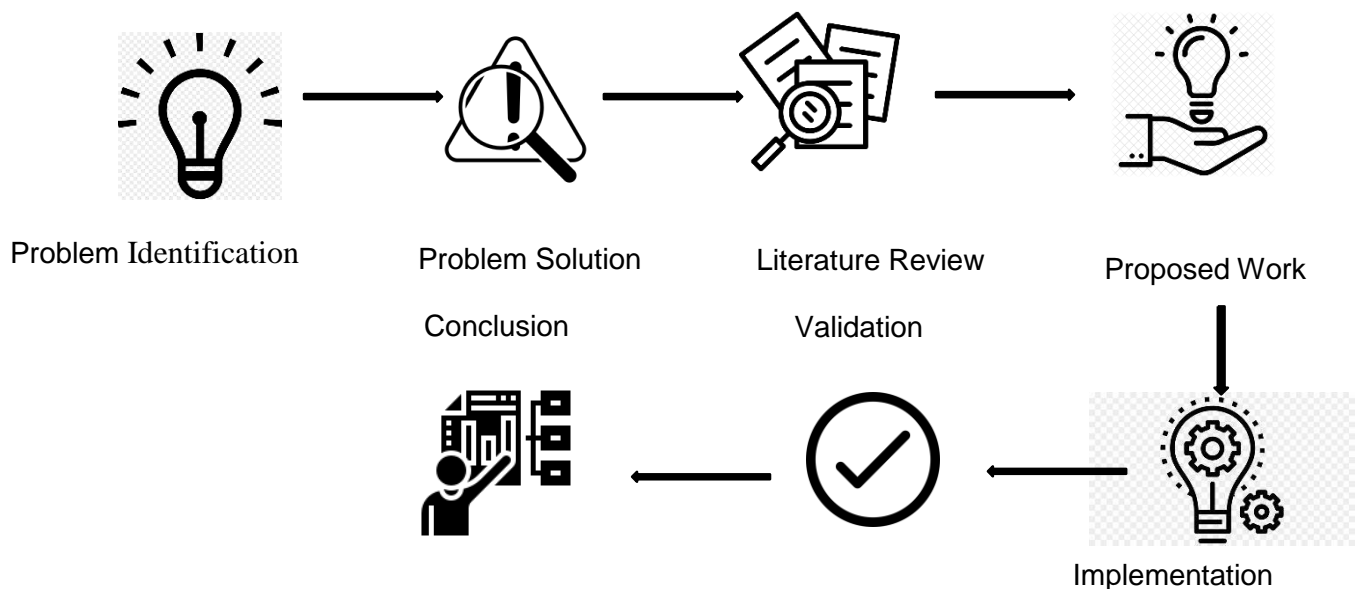 Problem Identification
Problem Solution
Literature Review
Proposed Work
Conclusion
Validation
Implementation